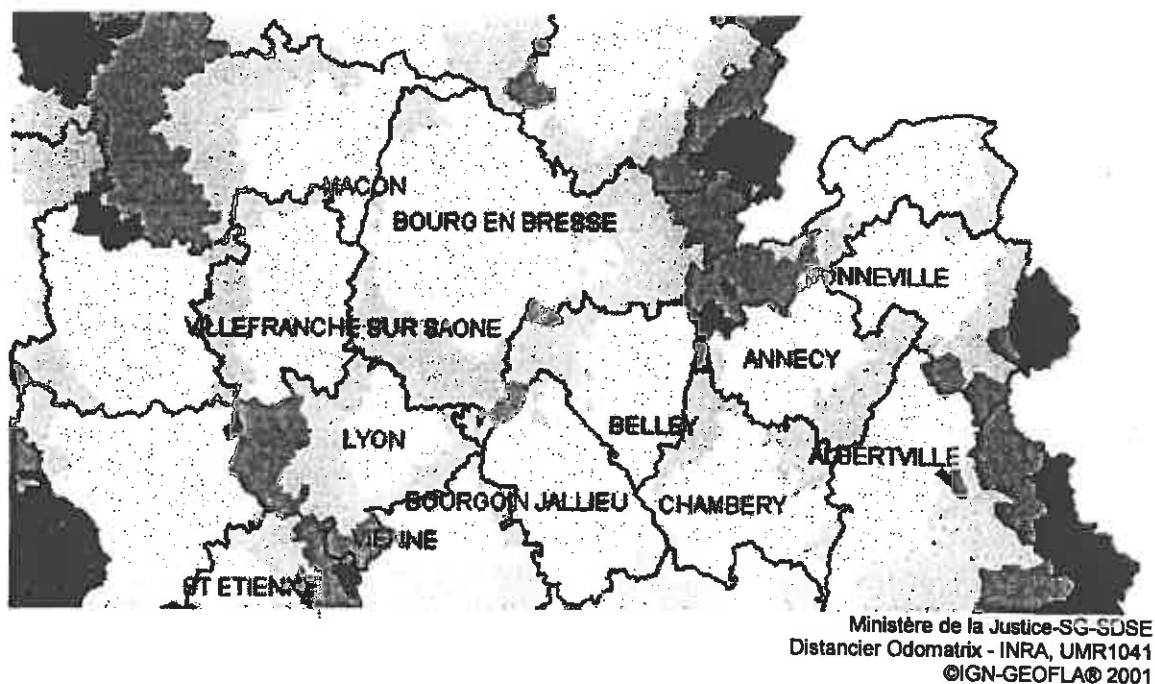 MACON
BOURG EN BRESSE
ONNEVILLE
VILLEFRANCHE SUR SAONE
ANNECY
LYON
BELLEY
ALBERTVILLE
BOURGOIN JALLIEU
CHAMBERY
VIENNE
ST ETIENNE
Ministère de la Justice-SG-SDSE
Distancier Odomatrix - INRA, UMR1041
©IGN-GEOFLA® 2001